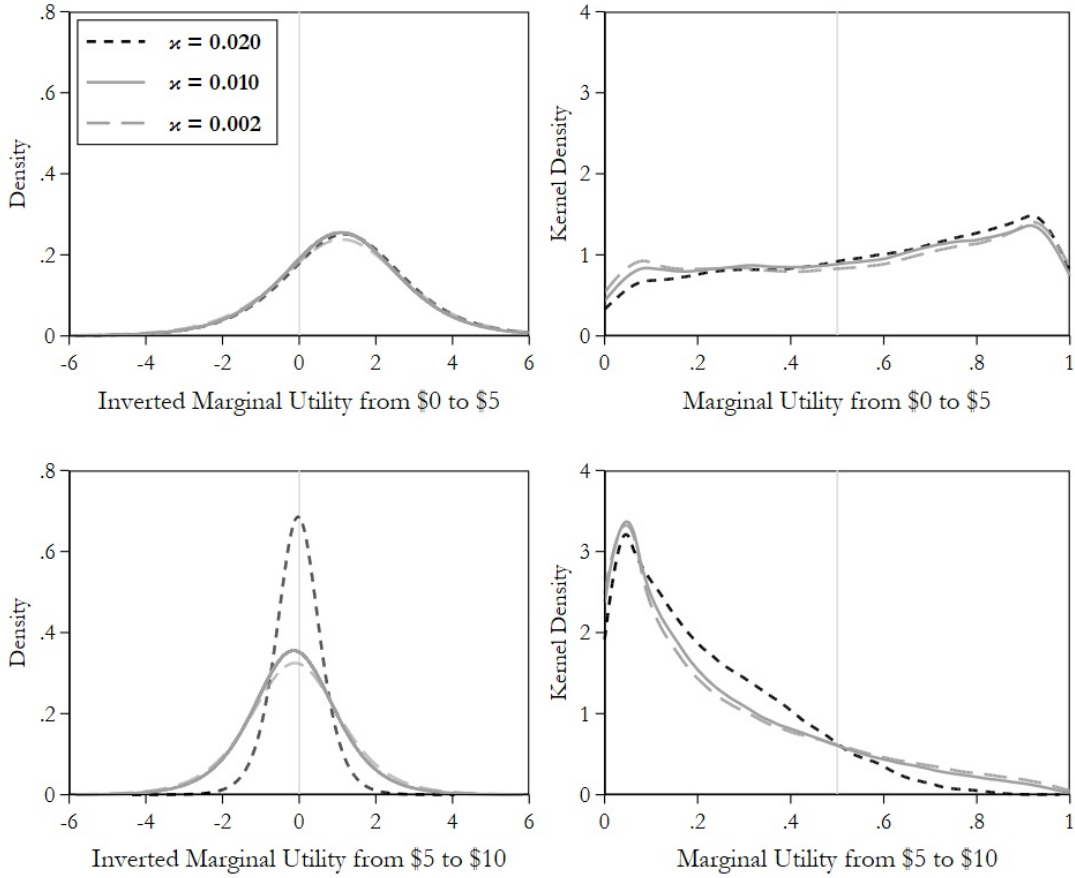 .8
.6
.4
.2
0
Density
ϰ = 0.020
ϰ = 0.010
ϰ = 0.002
-6 -4 -2 0 2 4 6
Inverted Marginal Utility from $0 to $5
4
3
2
1
0
Kernel Density
0 .2 .4 .6 .8 1
Marginal Utility from $0 to $5
.8
.6
.4
.2
0
Density
-6 -4 -2 0 2 4 6
Inverted Marginal Utility from $5 to $10
4
3
2
1
0
Kernel Density
0 .2 .4 .6 .8 1
Marginal Utility from $5 to $10